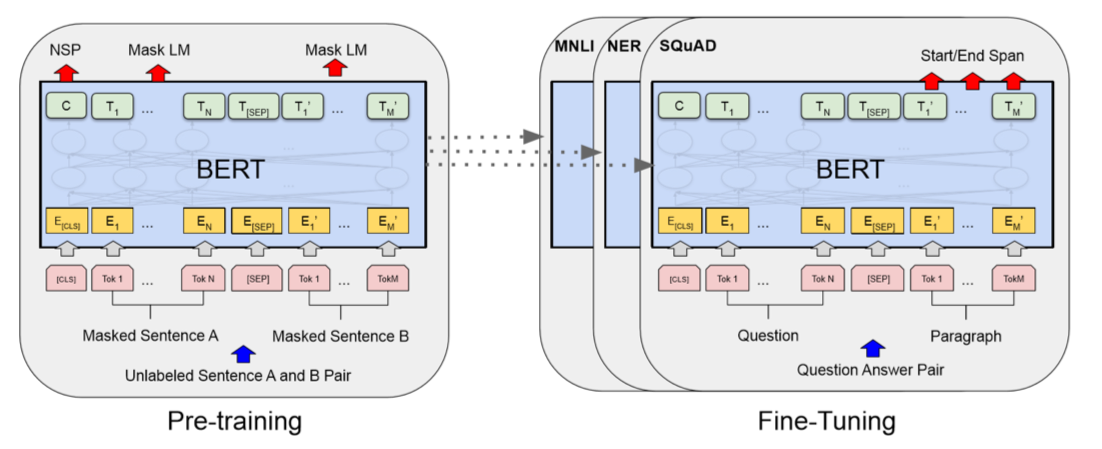 NSP Mask LM Mask LM
C T1 ... TN T[SEP] T1' ... TM'
BERT
E[CLS] E1 ... EN E[SEP] E1' ... EM'
[CLS] Tok 1 ... Tok N [SEP] Tok 1 ... TokM
Masked Sentence A Masked Sentence B
Unlabeled Sentence A and B Pair
Pre-training
MNLI NER SQuAD
Start/End Span
C T1 ... TN T[SEP] T1' ... TM'
BERT
E[CLS] E1 ... EN E[SEP] E1' ... EM'
[CLS] Tok 1 ... Tok N [SEP] Tok 1 ... TokM
Question Paragraph
Question Answer Pair
Fine-Tuning